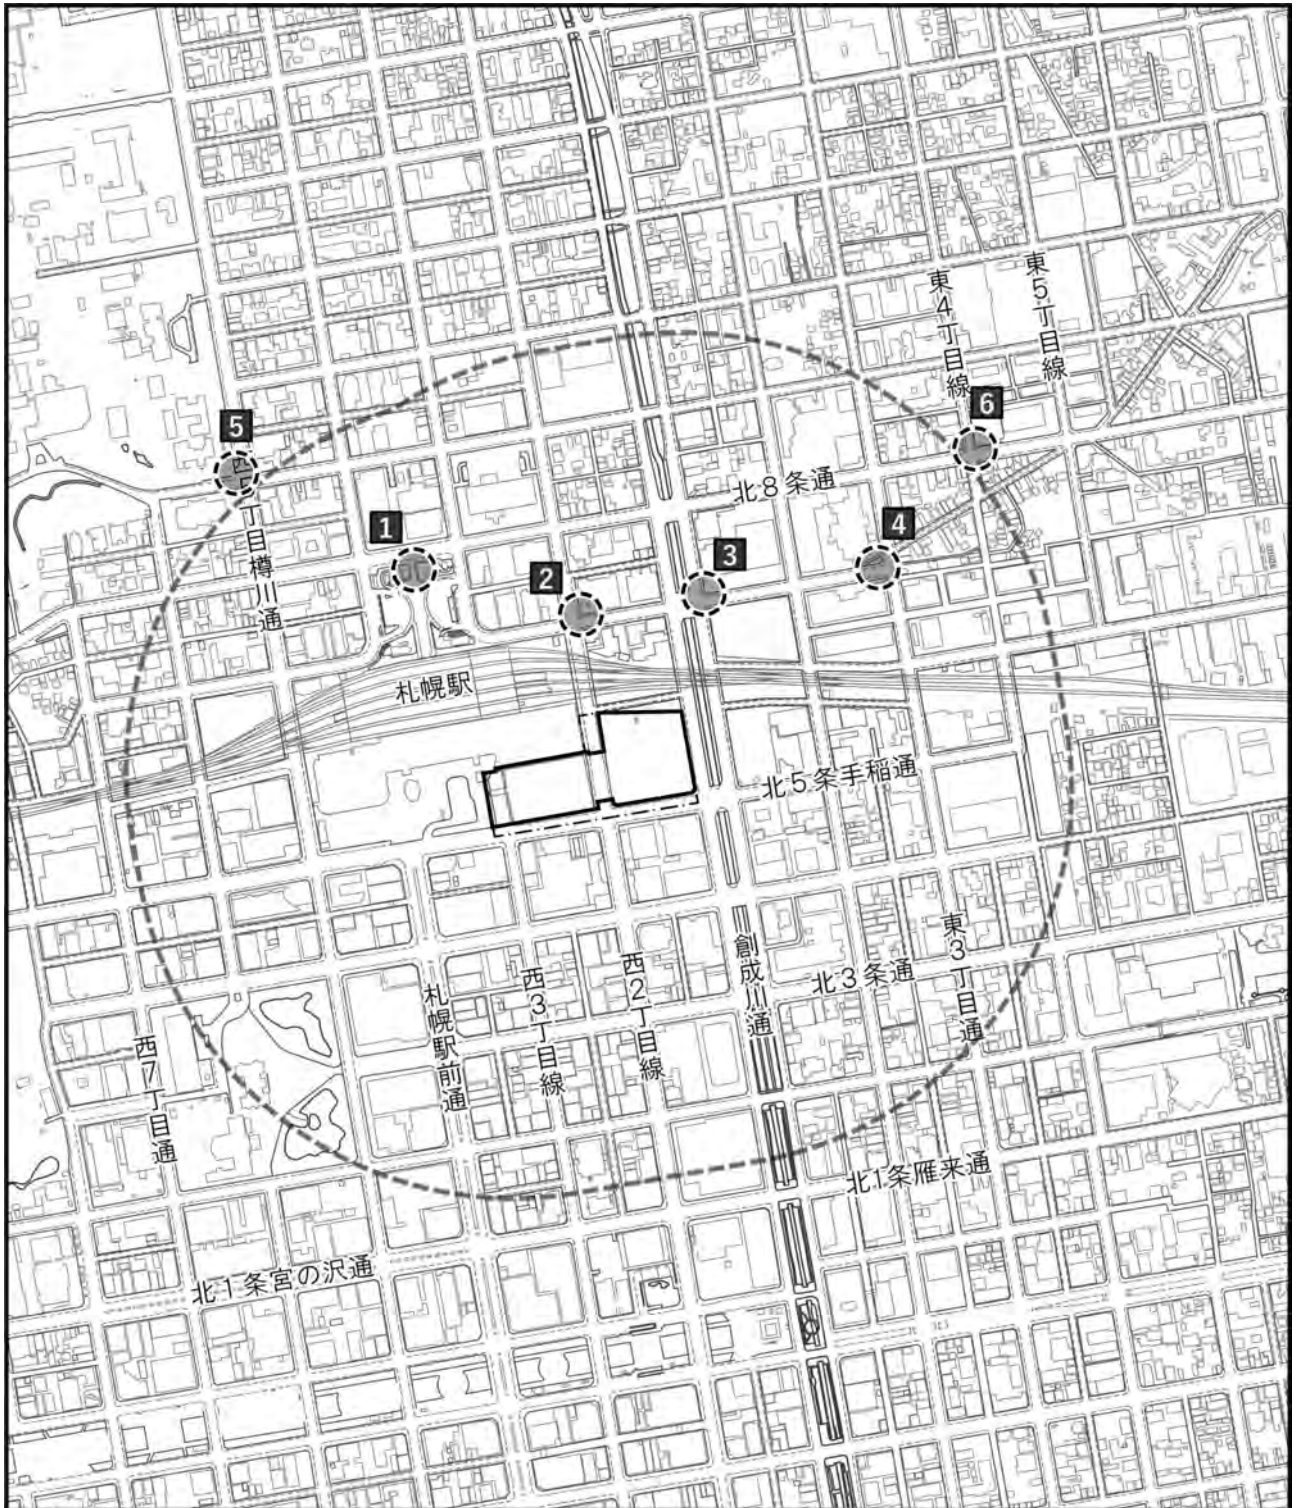 東5丁目線
東4丁目線
6
5
西5丁目樽川通
北8条通
1
4
3
2
札幌駅
北5条手稲通
創成川通
東3丁目通
北3条通
西2丁目線
西3丁目線
札幌駅前通
西7丁目通
北1条雁来通
北1条宮の沢通